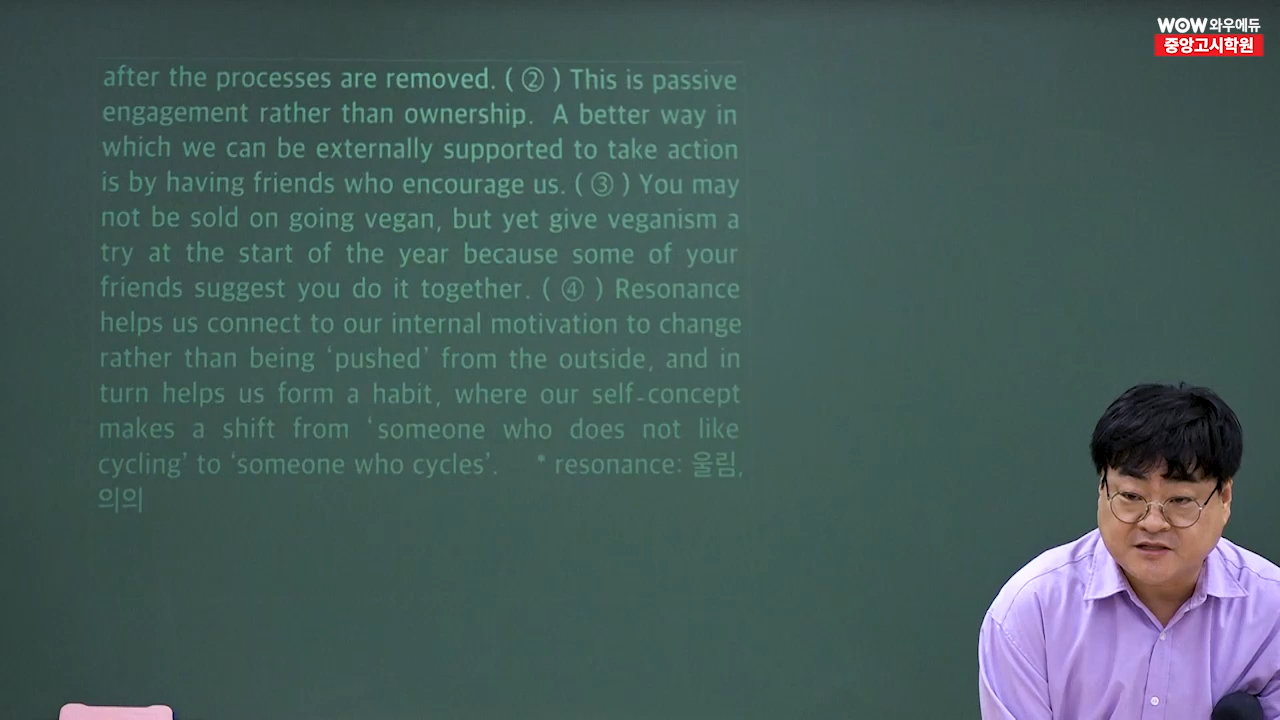 WOW 와우에듀
중앙고시학원
after the processes are removed. ( ② ) This is passive
engagement rather than ownership. A better way in
which we can be externally supported to take action
is by having friends who encourage us. ( ③ ) You may
not be sold on going vegan, but yet give veganism a
try at the start of the year because some of your
friends suggest you do it together. ( ④ ) Resonance
helps us connect to our internal motivation to change
rather than being ‘pushed’ from the outside, and in
turn helps us form a habit, where our self-concept
makes a shift from ‘someone who does not like
cycling’ to ‘someone who cycles’. * resonance: 울림,
의의